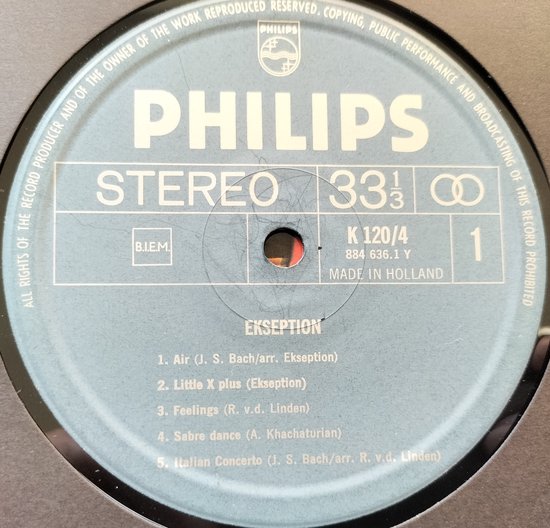 ALL RIGHTS OF THE RECORD PRODUCER AND OF THE OWNER OF THE WORK REPRODUCED RESERVED. COPYING, PUBLIC PERFORMANCE AND BROADCASTING OF THIS RECORD PROHIBITED
PHILIPS
PHILIPS
STEREO 33 1/3
B.I.E.M.
K 120/4
884 636.1 Y
MADE IN HOLLAND
1
EKSEPTION
1. Air (J. S. Bach/arr. Ekseption)
2. Little X plus (Ekseption)
3. Feelings (R. v.d. Linden)
4. Sabre dance (A. Khachaturian)
5. Italian Concerto (J. S. Bach/arr. R. v.d. Linden)